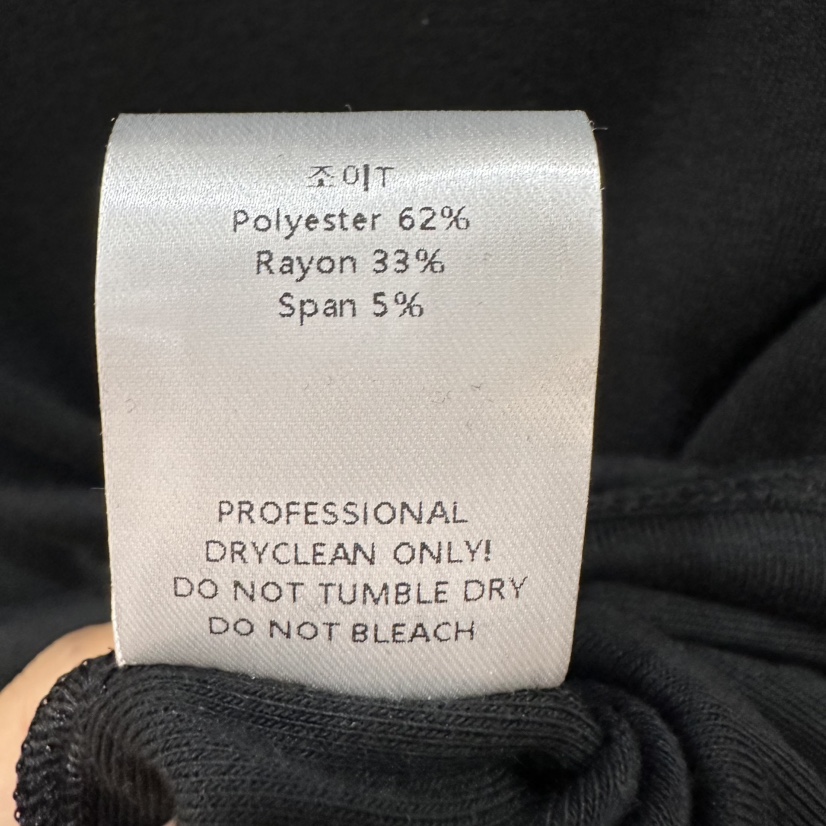 조이T
Polyester 62%
Rayon 33%
Span 5%
PROFESSIONAL
DRYCLEAN ONLY!
DO NOT TUMBLE DRY
DO NOT BLEACH